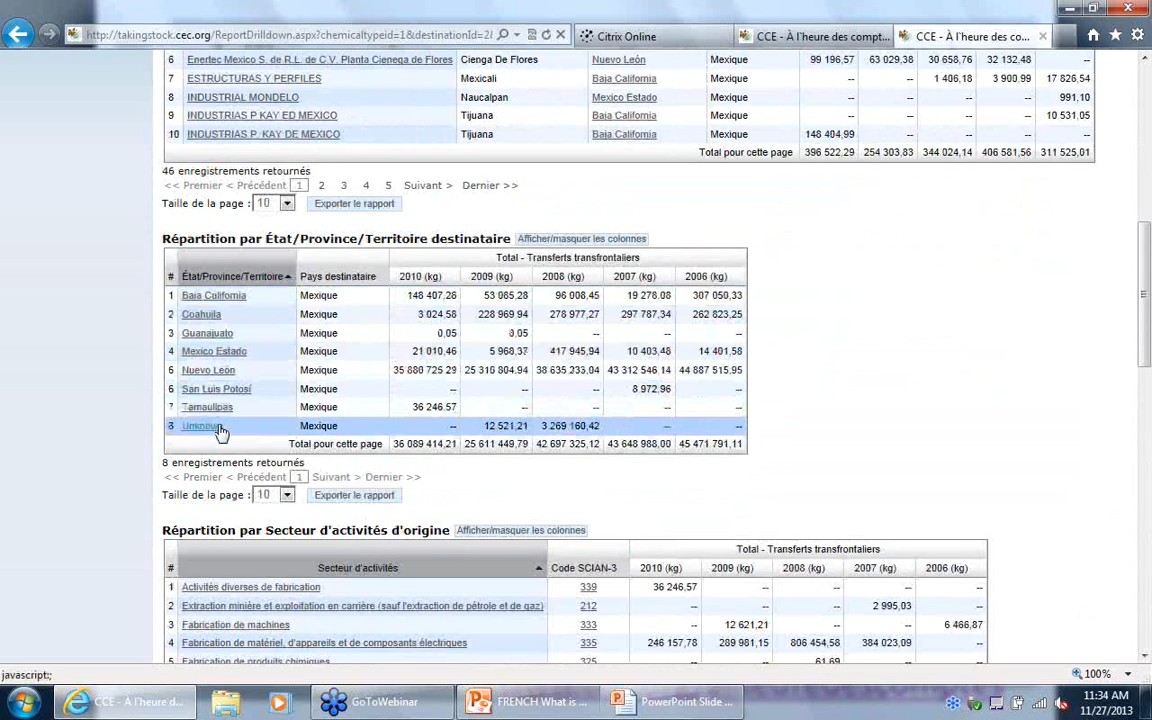 http://takingstock.cec.org/ReportDrilldown.aspx?chemicaltypeid=1&destinationId=2
Citrix Online
CCE - À l'heure des compt...
CCE - À l'heure des co...
6 Enertec Mexico S. de R.L. de C.V. Planta Cienega de Flores Cienga De Flores Nuevo León Mexique 99 196,57 63 029,38 30 658,76 32 132,48 --
7 ESTRUCTURAS Y PERFILES Mexicali Baja California Mexique -- -- 1 406,18 3 900,99 17 826,54
8 INDUSTRIAL MONDELO Naucalpan Mexico Estado Mexique -- -- -- -- 991,10
9 INDUSTRIAS P KAY ED MEXICO Tijuana Baja California Mexique -- -- -- -- 10 531,05
10 INDUSTRIAS P. KAY DE MEXICO Tijuana Baja California Mexique 148 404,99 -- -- -- --
Total pour cette page 396 522,29 254 303,83 344 024,14 406 581,56 311 525,01
46 enregistrements retournés
<< Premier < Précédent 1 2 3 4 5 Suivant > Dernier >>
Taille de la page : 10 Exporter le rapport
Répartition par État/Province/Territoire destinataire Afficher/masquer les colonnes
Total - Transferts transfrontaliers
# État/Province/Territoire Pays destinataire 2010 (kg) 2009 (kg) 2008 (kg) 2007 (kg) 2006 (kg)
1 Baja California Mexique 148 407,28 53 085,28 96 008,45 19 278,08 307 050,33
2 Coahuila Mexique 3 024,58 228 969,94 278 977,27 297 787,34 262 823,25
3 Guanajuato Mexique 0,05 0,05 -- -- --
4 Mexico Estado Mexique 21 010,46 5 968,37 417 945,94 10 403,48 14 401,58
5 Nuevo León Mexique 35 880 725,29 25 310 804,94 38 635 233,04 43 312 546,14 44 887 515,95
6 San Luis Potosí Mexique -- -- -- 8 972,96 --
7 Tamaulipas Mexique 36 246,57 -- -- -- --
8 Unknown Mexique -- 12 521,21 3 269 160,42 -- --
Total pour cette page 36 089 414,21 25 611 449,79 42 697 325,12 43 648 988,00 45 471 791,11
8 enregistrements retournés
<< Premier < Précédent 1 Suivant > Dernier >>
Taille de la page : 10 Exporter le rapport
Répartition par Secteur d'activités d'origine Afficher/masquer les colonnes
Total - Transferts transfrontaliers
# Secteur d'activités Code SCIAN-3 2010 (kg) 2009 (kg) 2008 (kg) 2007 (kg) 2006 (kg)
1 Activités diverses de fabrication 339 36 246,57 -- -- -- --
2 Extraction minière et exploitation en carrière (sauf l'extraction de pétrole et de gaz) 212 -- -- -- 2 995,03 --
3 Fabrication de machines 333 -- 12 621,21 -- -- 6 466,87
4 Fabrication de matériel, d'appareils et de composants électriques 335 246 157,78 289 981,15 806 454,58 384 023,09 --
5 Fabrication de produits chimiques 325 -- -- 61,69 -- --
javascript:;
100%
CCE - À l'heure d...
GoToWebinar
FRENCH What is ...
PowerPoint Slide ...
11:34 AM
11/27/2013